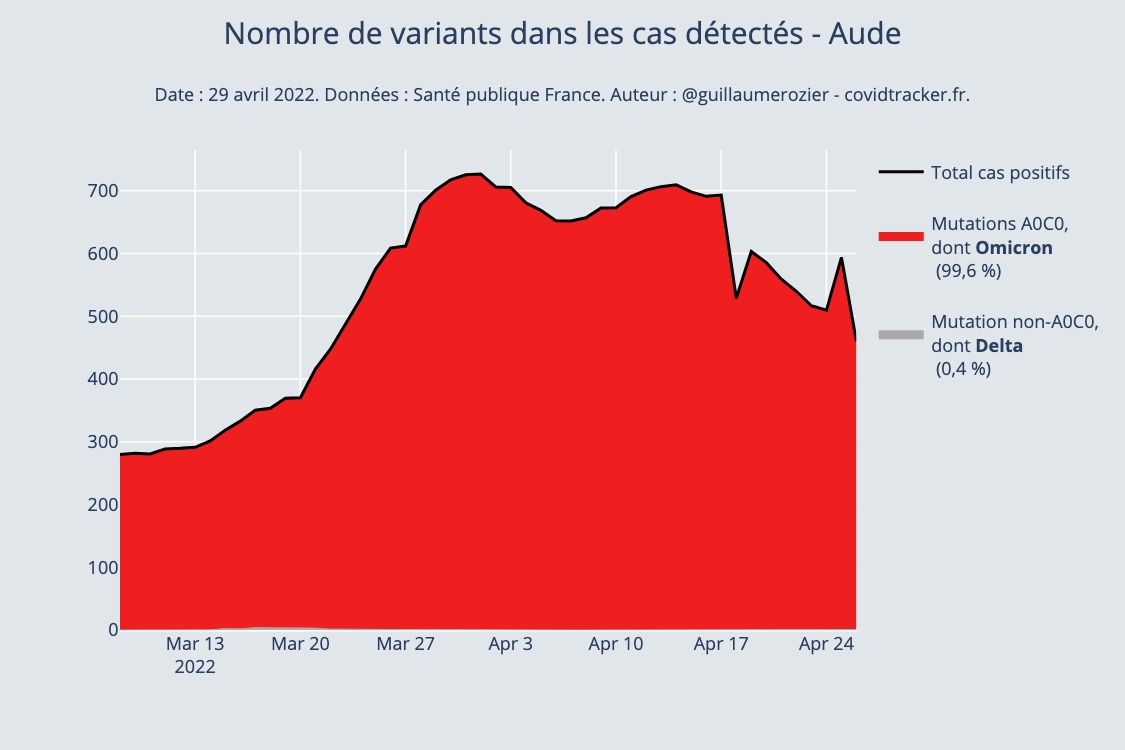 Nombre de variants dans les cas détectés - Aude
Date : 29 avril 2022. Données : Santé publique France. Auteur : @guillaumerozier - covidtracker.fr.
700
600
500
400
300
200
100
0
Mar 13
2022
Mar 20
Mar 27
Apr 3
Apr 10
Apr 17
Apr 24
Total cas positifs
Mutations A0C0,
dont Omicron
(99,6 %)
Mutation non-A0C0,
dont Delta
(0,4 %)